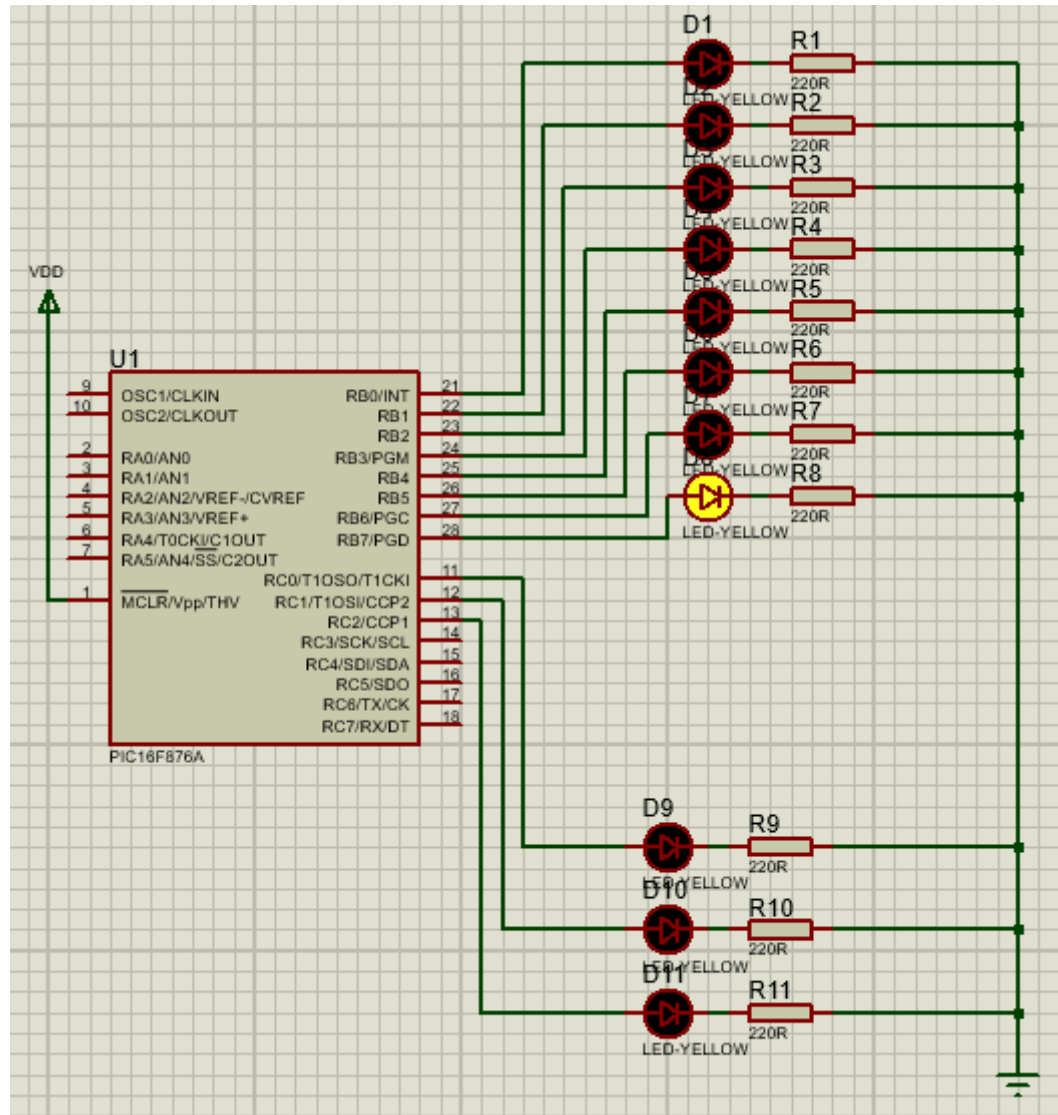 D1
R1
220R
LED-YELLOW
R2
220R
LED-YELLOW
R3
220R
LED-YELLOW
R4
220R
LED-YELLOW
R5
220R
LED-YELLOW
R6
220R
LED-YELLOW
R7
220R
LED-YELLOW
R8
220R
LED-YELLOW
VDD
U1
9
OSC1/CLKIN
10
OSC2/CLKOUT
2
RA0/AN0
3
RA1/AN1
4
RA2/AN2/VREF-/CVREF
5
RA3/AN3/VREF+
6
RA4/T0CKI/C1OUT
7
RA5/AN4/SS/C2OUT
1
MCLR/Vpp/THV
RB0/INT
21
RB1
22
RB2
23
RB3/PGM
24
RB4
25
RB5
26
RB6/PGC
27
RB7/PGD
28
RC0/T1OSO/T1CKI
11
RC1/T1OSI/CCP2
12
RC2/CCP1
13
RC3/SCK/SCL
14
RC4/SDI/SDA
15
RC5/SDO
16
RC6/TX/CK
17
RC7/RX/DT
18
PIC16F876A
D9
R9
220R
LED-YELLOW
D10
R10
220R
LED-YELLOW
D11
R11
220R
LED-YELLOW